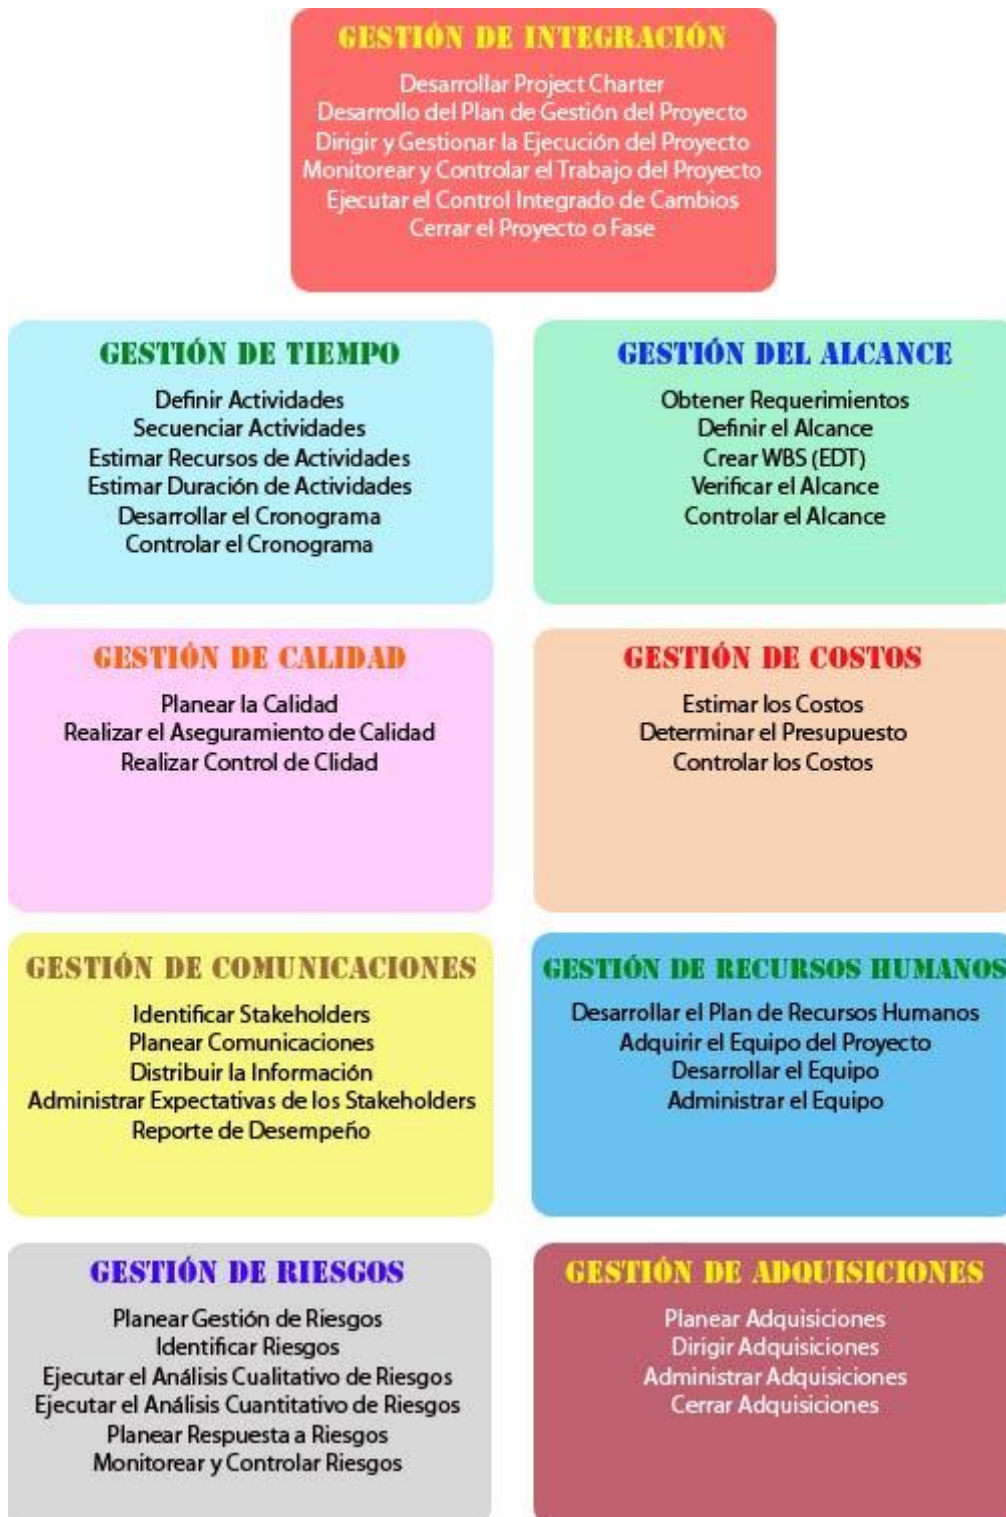 GESTIÓN DE INTEGRACIÓN
Desarrollar Project Charter
Desarrollo del Plan de Gestión del Proyecto
Dirigir y Gestionar la Ejecución del Proyecto
Monitorear y Controlar el Trabajo del Proyecto
Ejecutar el Control Integrado de Cambios
Cerrar el Proyecto o Fase
GESTIÓN DE TIEMPO
Definir Actividades
Secuenciar Actividades
Estimar Recursos de Actividades
Estimar Duración de Actividades
Desarrollar el Cronograma
Controlar el Cronograma
GESTIÓN DEL ALCANCE
Obtener Requerimientos
Definir el Alcance
Crear WBS (EDT)
Verificar el Alcance
Controlar el Alcance
GESTIÓN DE CALIDAD
Planear la Calidad
Realizar el Aseguramiento de Calidad
Realizar Control de Clidad
GESTIÓN DE COSTOS
Estimar los Costos
Determinar el Presupuesto
Controlar los Costos
GESTIÓN DE COMUNICACIONES
Identificar Stakeholders
Planear Comunicaciones
Distribuir la Información
Administrar Expectativas de los Stakeholders
Reporte de Desempeño
GESTIÓN DE RECURSOS HUMANOS
Desarrollar el Plan de Recursos Humanos
Adquirir el Equipo del Proyecto
Desarrollar el Equipo
Administrar el Equipo
GESTIÓN DE RIESGOS
Planear Gestión de Riesgos
Identificar Riesgos
Ejecutar el Análisis Cualitativo de Riesgos
Ejecutar el Análisis Cuantitativo de Riesgos
Planear Respuesta a Riesgos
Monitorear y Controlar Riesgos
GESTIÓN DE ADQUISICIONES
Planear Adquisiciones
Dirigir Adquisiciones
Administrar Adquisiciones
Cerrar Adquisiciones